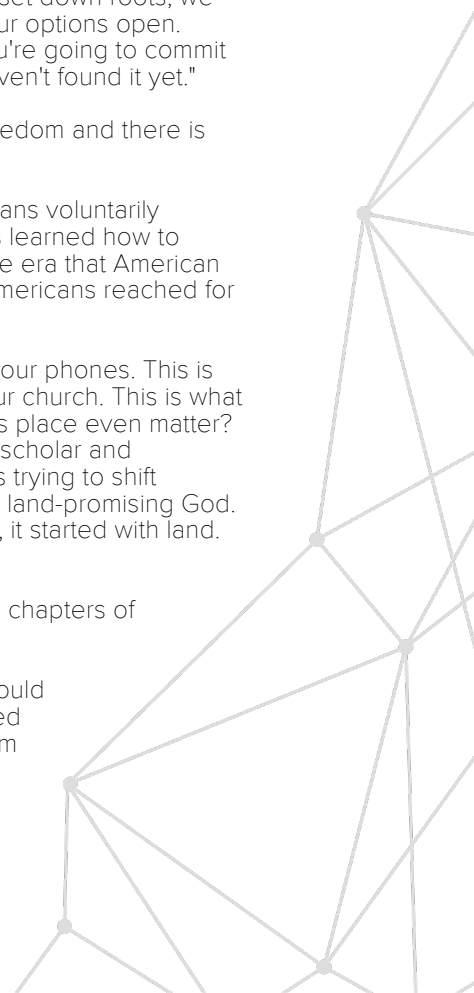 set down roots, we
ur options open.
u're going to commit
ven't found it yet."
edom and there is
ans voluntarily
s learned how to
e era that American
mericans reached for
our phones. This is
ur church. This is what
s place even matter?
scholar and
s trying to shift
land-promising God.
, it started with land.
chapters of
ould
ed
m